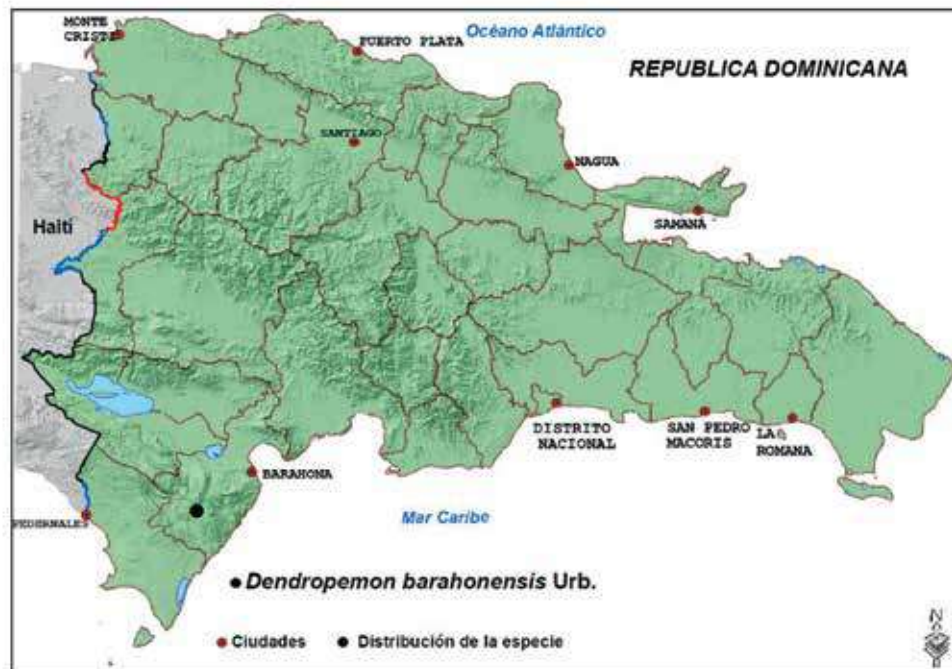 MONTE
CRISTI
PUERTO PLATA
Océano Atlántico
REPUBLICA DOMINICANA
SANTIAGO
NAGUA
SAMANÁ
Haití
DISTRITO
NACIONAL
SAN PEDRO
MACORIS
LA
ROMANA
BARAHONA
PEDERNALES
Mar Caribe
Dendropemon barahonensis Urb.
Ciudades
Distribución de la especie
N